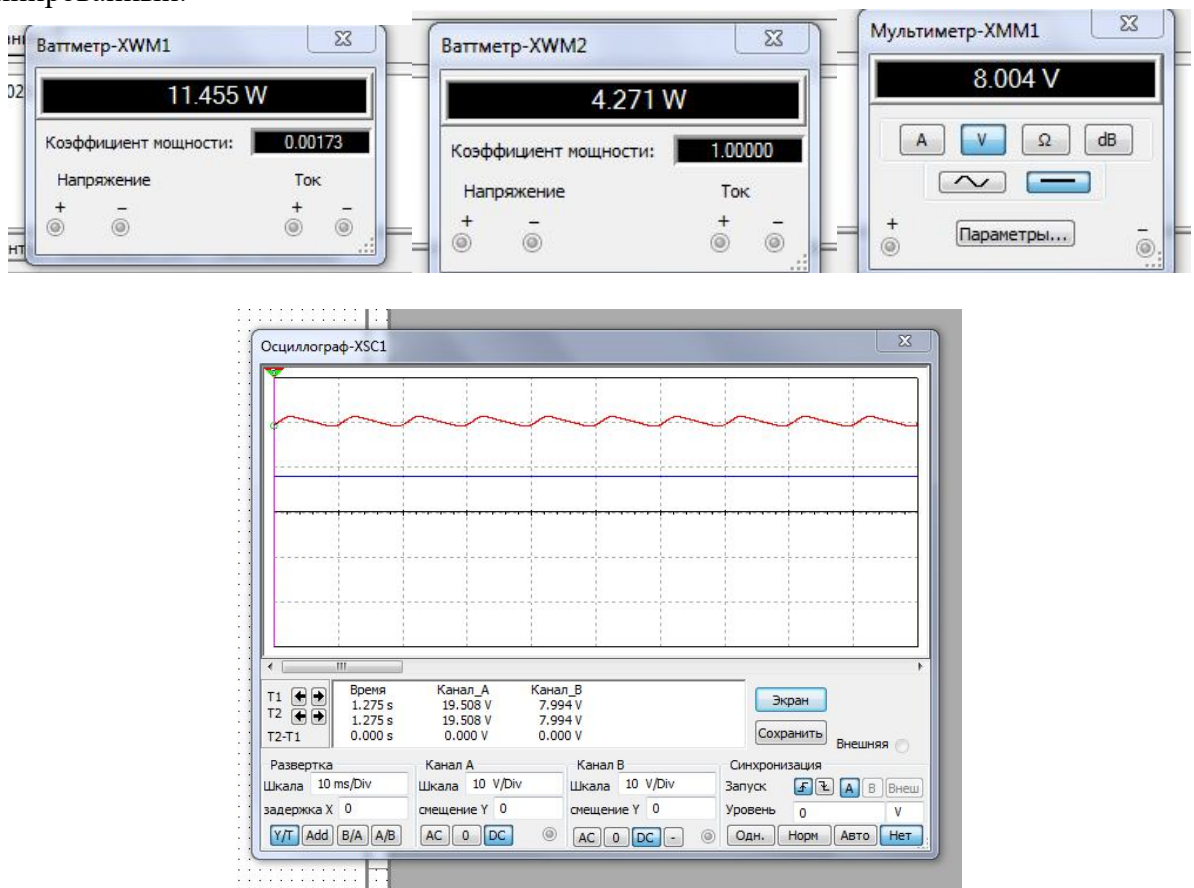 Ваттметр-XWM1
11.455 W
Коэффициент мощности: 0.00173
Напряжение Ток
+ - + -
Ваттметр-XWM2
4.271 W
Коэффициент мощности: 1.00000
Напряжение Ток
+ - + -
Мультиметр-XMM1
8.004 V
A V Ω dB
+ Параметры... -
Осциллограф-XSC1
Время Канал_A Канал_B
T1 1.275 s 19.508 V 7.994 V
T2 1.275 s 19.508 V 7.994 V
T2-T1 0.000 s 0.000 V 0.000 V
Экран
Сохранить
Внешняя
Развертка Канал A Канал B Синхронизация
Шкала 10 ms/Div Шкала 10 V/Div Шкала 10 V/Div Запуск A B Внеш
задержка X 0 смещение Y 0 смещение Y 0 Уровень 0 V
Y/T Add B/A A/B AC 0 DC AC 0 DC - Одн. Норм Авто Нет